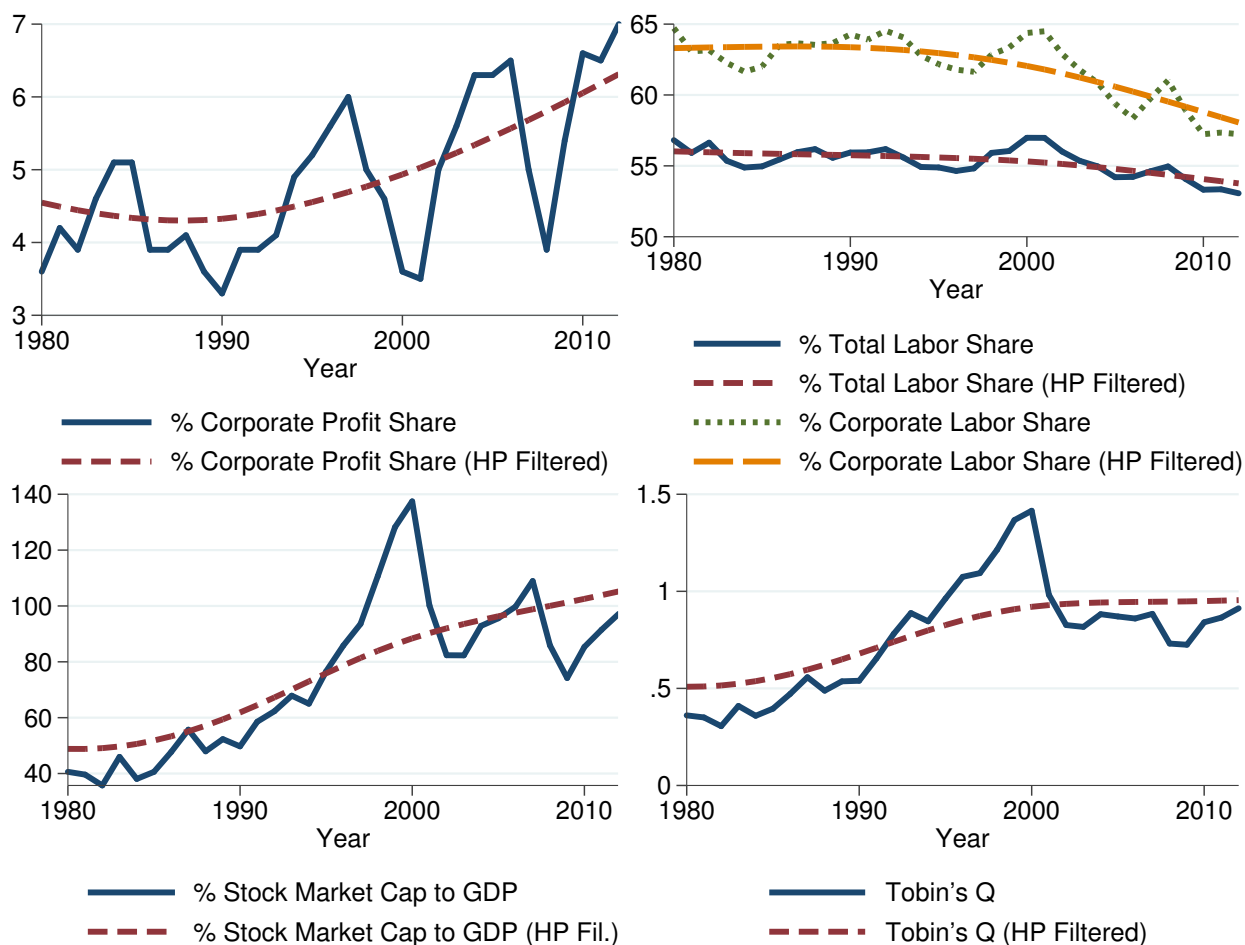 7
6
5
4
3
1980 1990 2000 2010
Year
% Corporate Profit Share
% Corporate Profit Share (HP Filtered)
65
60
55
50
1980 1990 2000 2010
Year
% Total Labor Share
% Total Labor Share (HP Filtered)
% Corporate Labor Share
% Corporate Labor Share (HP Filtered)
140
120
100
80
60
40
1980 1990 2000 2010
Year
% Stock Market Cap to GDP
% Stock Market Cap to GDP (HP Fil.)
1.5
1
.5
0
1980 1990 2000 2010
Year
Tobin's Q
Tobin's Q (HP Filtered)